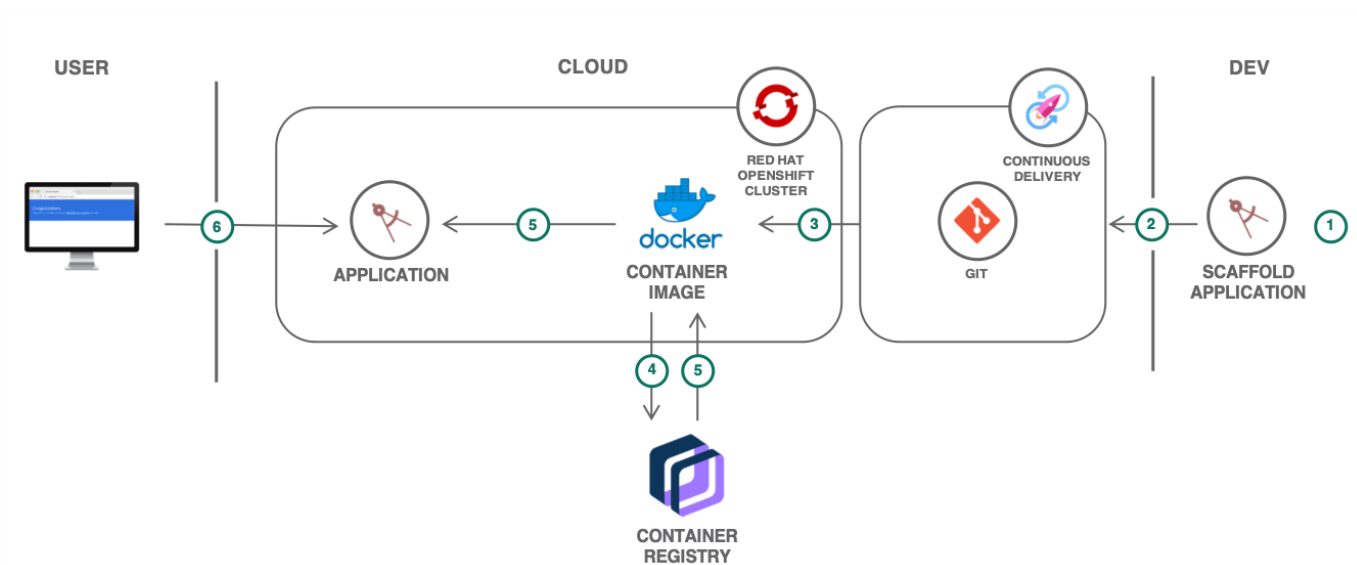 USER
CLOUD
DEV
RED HAT
OPENSHIFT
CLUSTER
CONTINUOUS
DELIVERY
6
5
docker
3
2
1
APPLICATION
CONTAINER
IMAGE
GIT
SCAFFOLD
APPLICATION
4
5
CONTAINER
REGISTRY